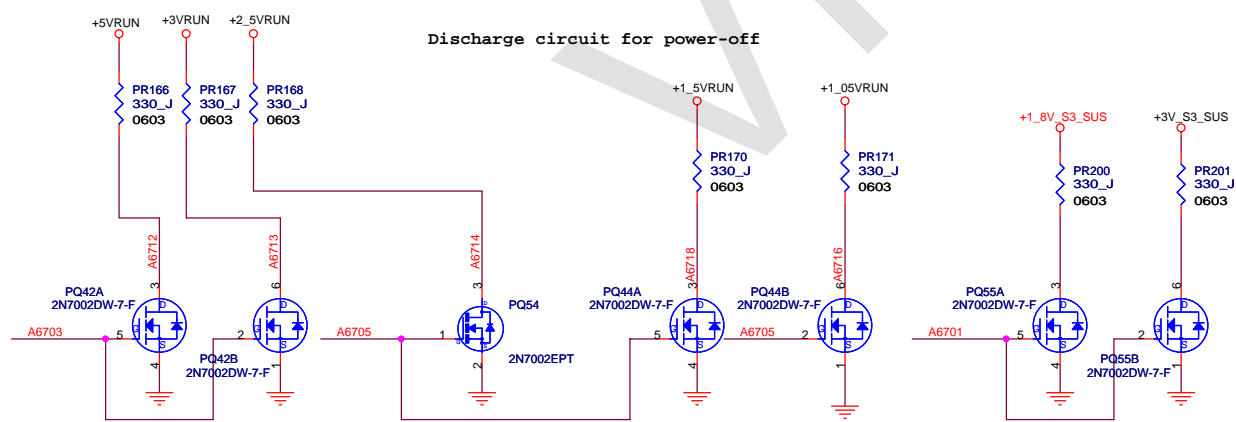 +5VRUN
+3VRUN
+2_5VRUN
Discharge circuit for power-off
PR166
330_J
0603
PR167
330_J
0603
PR168
330_J
0603
+1_5VRUN
+1_05VRUN
+1_8V_S3_SUS
+3V_S3_SUS
PR170
330_J
0603
PR171
330_J
0603
PR200
330_J
0603
PR201
330_J
0603
A6712
A6713
A6714
A6718
A6716
PQ42A
2N7002DW-7-F
3
D
G
S
5
4
A6703
6
D
G
S
2
1
PQ42B
2N7002DW-7-F
A6705
3
D
G
S
1
2
PQ54
2N7002EPT
PQ44A
2N7002DW-7-F
3
D
G
S
5
4
PQ44B
2N7002DW-7-F
A6705
6
D
G
S
2
1
PQ55A
2N7002DW-7-F
A6701
3
D
G
S
5
4
6
D
G
S
2
1
PQ55B
2N7002DW-7-F